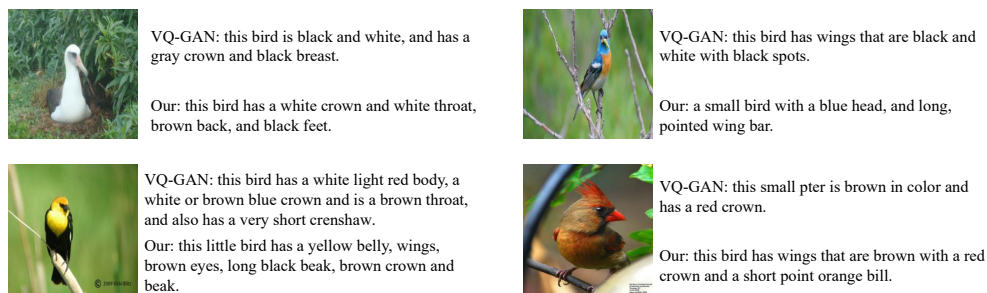 VQ-GAN: this bird is black and white, and has a
gray crown and black breast.
Our: this bird has a white crown and white throat,
brown back, and black feet.
VQ-GAN: this bird has wings that are black and
white with black spots.
Our: a small bird with a blue head, and long,
pointed wing bar.
VQ-GAN: this bird has a white light red body, a
white or brown blue crown and is a brown throat,
and also has a very short crenshaw.
Our: this little bird has a yellow belly, wings,
brown eyes, long black beak, brown crown and
beak.
VQ-GAN: this small pter is brown in color and
has a red crown.
Our: this bird has wings that are brown with a red
crown and a short point orange bill.